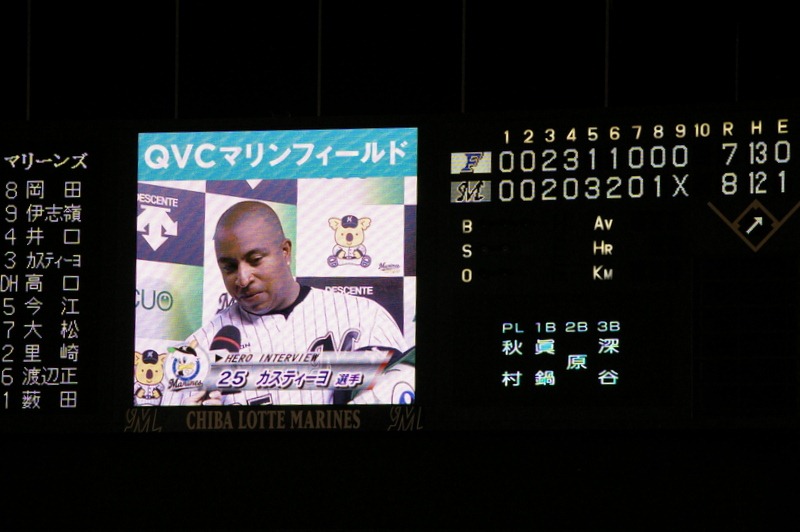 マリーンズ
8 岡田
9 伊志嶺
4 井口
3 カスティーヨ
DH 高口
5 今江
7 大松
2 里崎
6 渡辺正
1 薮田
QVCマリンフィールド
DESCENTE
DESCENTE
CUO
Marines
▶HERO INTERVIEW
25 カスティーヨ 選手
CHIBA LOTTE MARINES
1 2 3 4 5 6 7 8 9 10 R H E
F 0 0 2 3 1 1 0 0 0 7 13 0
M 0 0 2 0 3 2 0 1 X 8 12 1
B Av
S HR
O KM
PL 1B 2B 3B
秋村 眞鍋 原 深谷